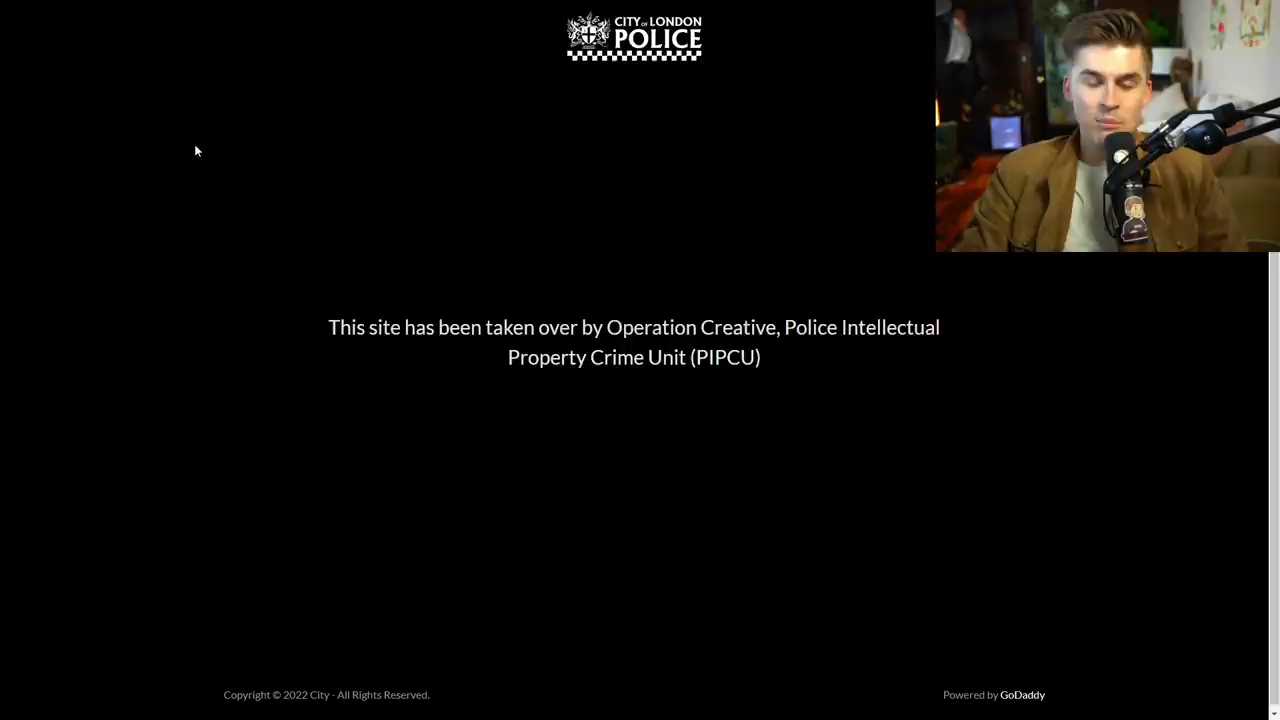 CITY OF LONDON
POLICE
This site has been taken over by Operation Creative, Police Intellectual
Property Crime Unit (PIPCU)
Copyright © 2022 City - All Rights Reserved.
Powered by GoDaddy